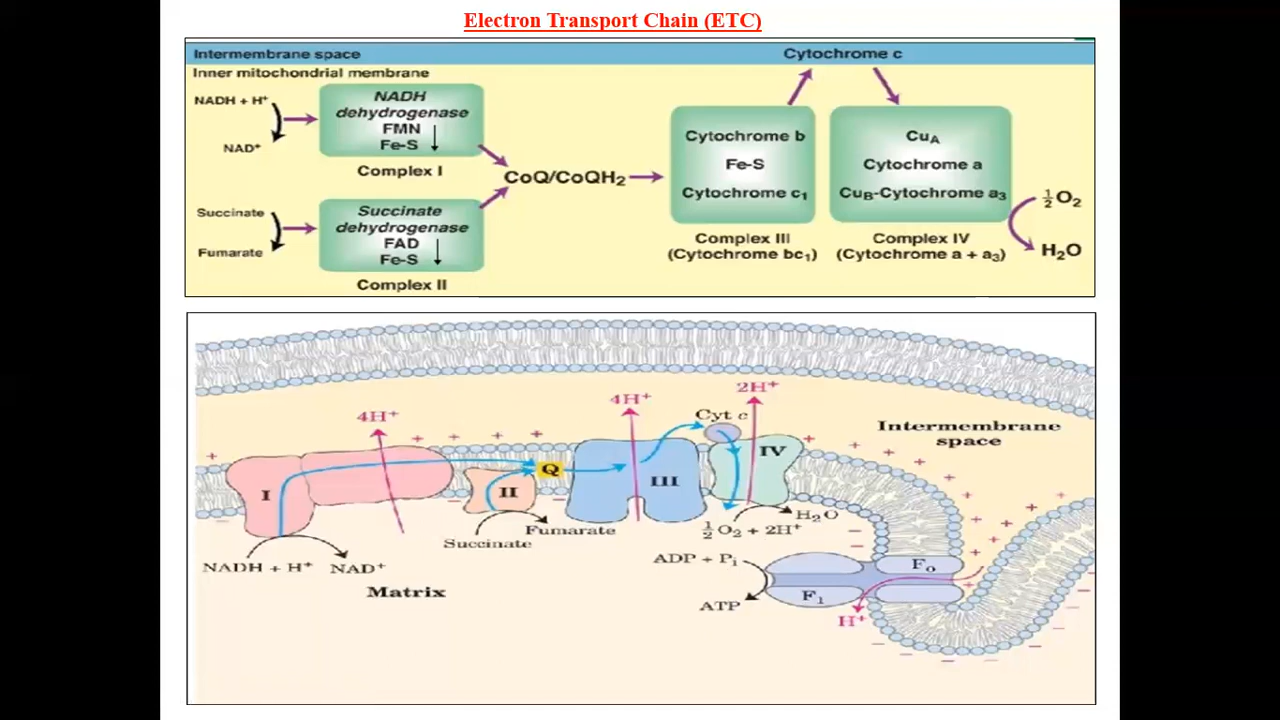 Electron Transport Chain (ETC)
Intermembrane space
Cytochrome c
Inner mitochondrial membrane
NADH + H⁺
NAD⁺
NADH
dehydrogenase
FMN
Fe-S
Complex I
Succinate
Fumarate
Succinate
dehydrogenase
FAD
Fe-S
Complex II
CoQ/CoQH₂
Cytochrome b
Fe-S
Cytochrome c₁
Complex III
(Cytochrome bc₁)
Cu_A
Cytochrome a
Cu_B-Cytochrome a₃
Complex IV
(Cytochrome a + a₃)
½O₂
H₂O
4H⁺
4H⁺
2H⁺
Cyt c
Intermembrane
space
I
II
Q
III
IV
NADH + H⁺
NAD⁺
Succinate
Fumarate
½O₂ + 2H⁺
H₂O
Matrix
ADP + Pᵢ
ATP
F₁
Fₒ
H⁺